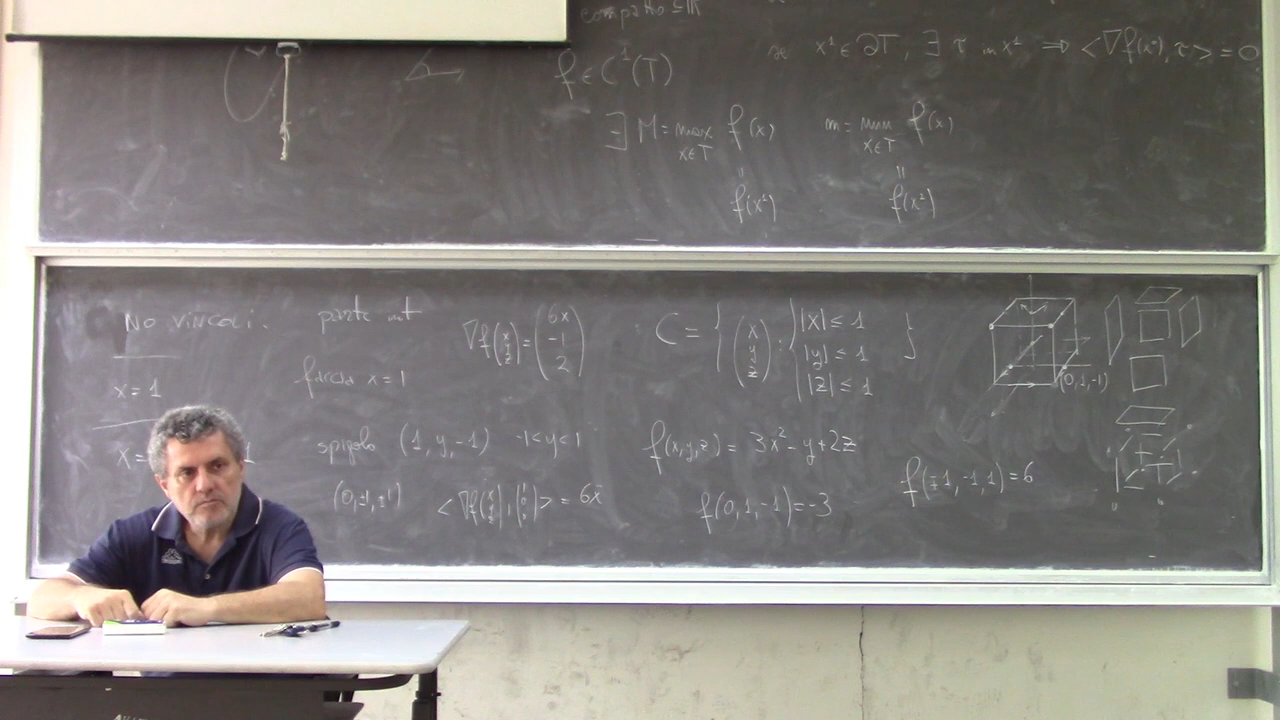 compatto ⊆ ℝ
f ∈ C¹(T)
se x¹ ∈ ∂T, ∃ τ in x¹ ⇒ <∇f(x¹), τ> = 0
∃ M = max f(x) m = min f(x)
x∈T x∈T
" "
f(x¹) f(x²)
NO VINCOLI.
x = 1
x =
parte int
faccia x = 1
spigolo (1, y, -1) -1 < y < 1
(0, ±1, ±1) <∇f(x y z), (1 0 0)> = 6x
∇f(x y z) = (6x -1 2)
C = { (x y z) : |x| ≤ 1 |y| ≤ 1 |z| ≤ 1 }
f(x,y,z) = 3x² - y + 2z
f(0,1,-1) = -3
f(∓1,-1,1) = 6
(0,1,-1)